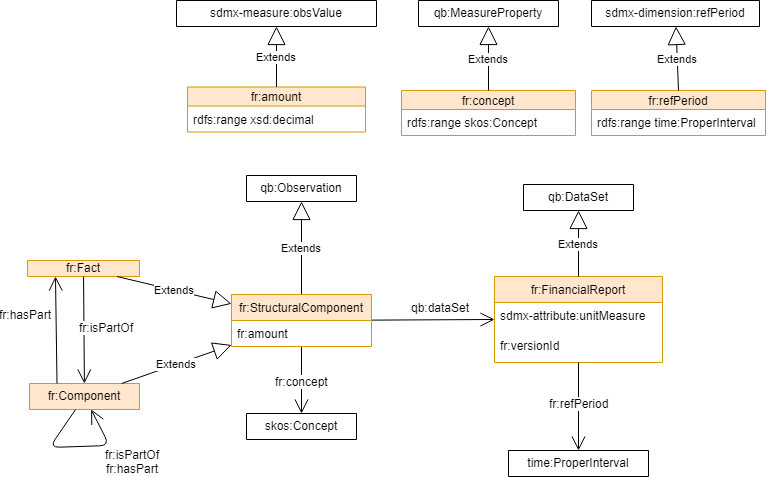 sdmx-measure:obsValue
qb:MeasureProperty
sdmx-dimension:refPeriod
Extends
Extends
Extends
fr:amount
rdfs:range xsd:decimal
fr:concept
rdfs:range skos:Concept
fr:refPeriod
rdfs:range time:ProperInterval
qb:Observation
qb:DataSet
Extends
Extends
fr:Fact
Extends
fr:hasPart
fr:isPartOf
fr:StructuralComponent
fr:amount
qb:dataSet
fr:FinancialReport
sdmx-attribute:unitMeasure
fr:versionId
Extends
fr:Component
fr:concept
fr:refPeriod
skos:Concept
fr:isPartOf
fr:hasPart
time:ProperInterval